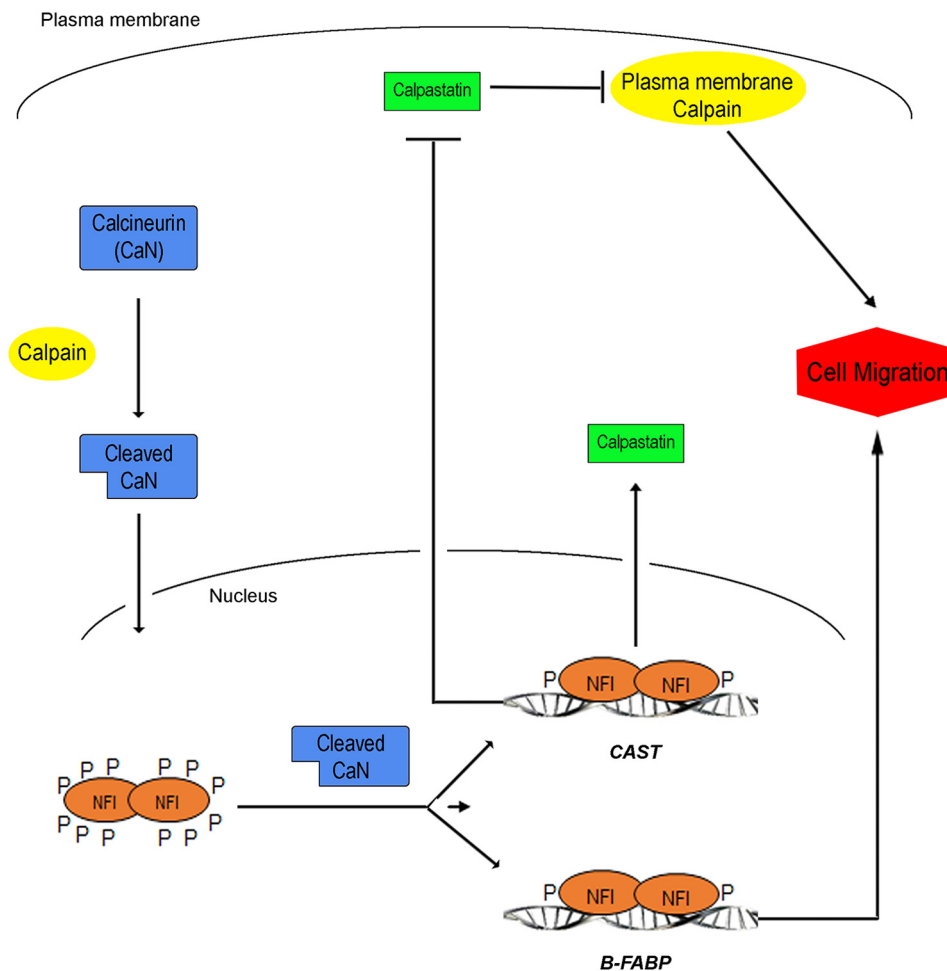 Plasma membrane
Calpastatin
Plasma membrane
Calpain
Calcineurin
(CaN)
Calpain
Cell Migration
Cleaved
CaN
Calpastatin
Nucleus
P NFI NFI P
CAST
Cleaved
CaN
P P P P P P
P NFI NFI P
P P P P P P
P NFI NFI P
B-FABP